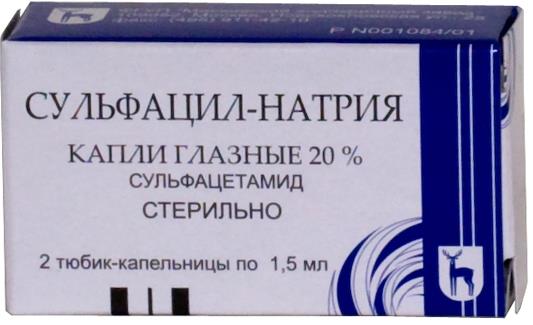 Р N001084/01
СУЛЬФАЦИЛ-НАТРИЯ
КАПЛИ ГЛАЗНЫЕ 20 %
СУЛЬФАЦЕТАМИД
СТЕРИЛЬНО
2 тюбик-капельницы по 1,5 мл